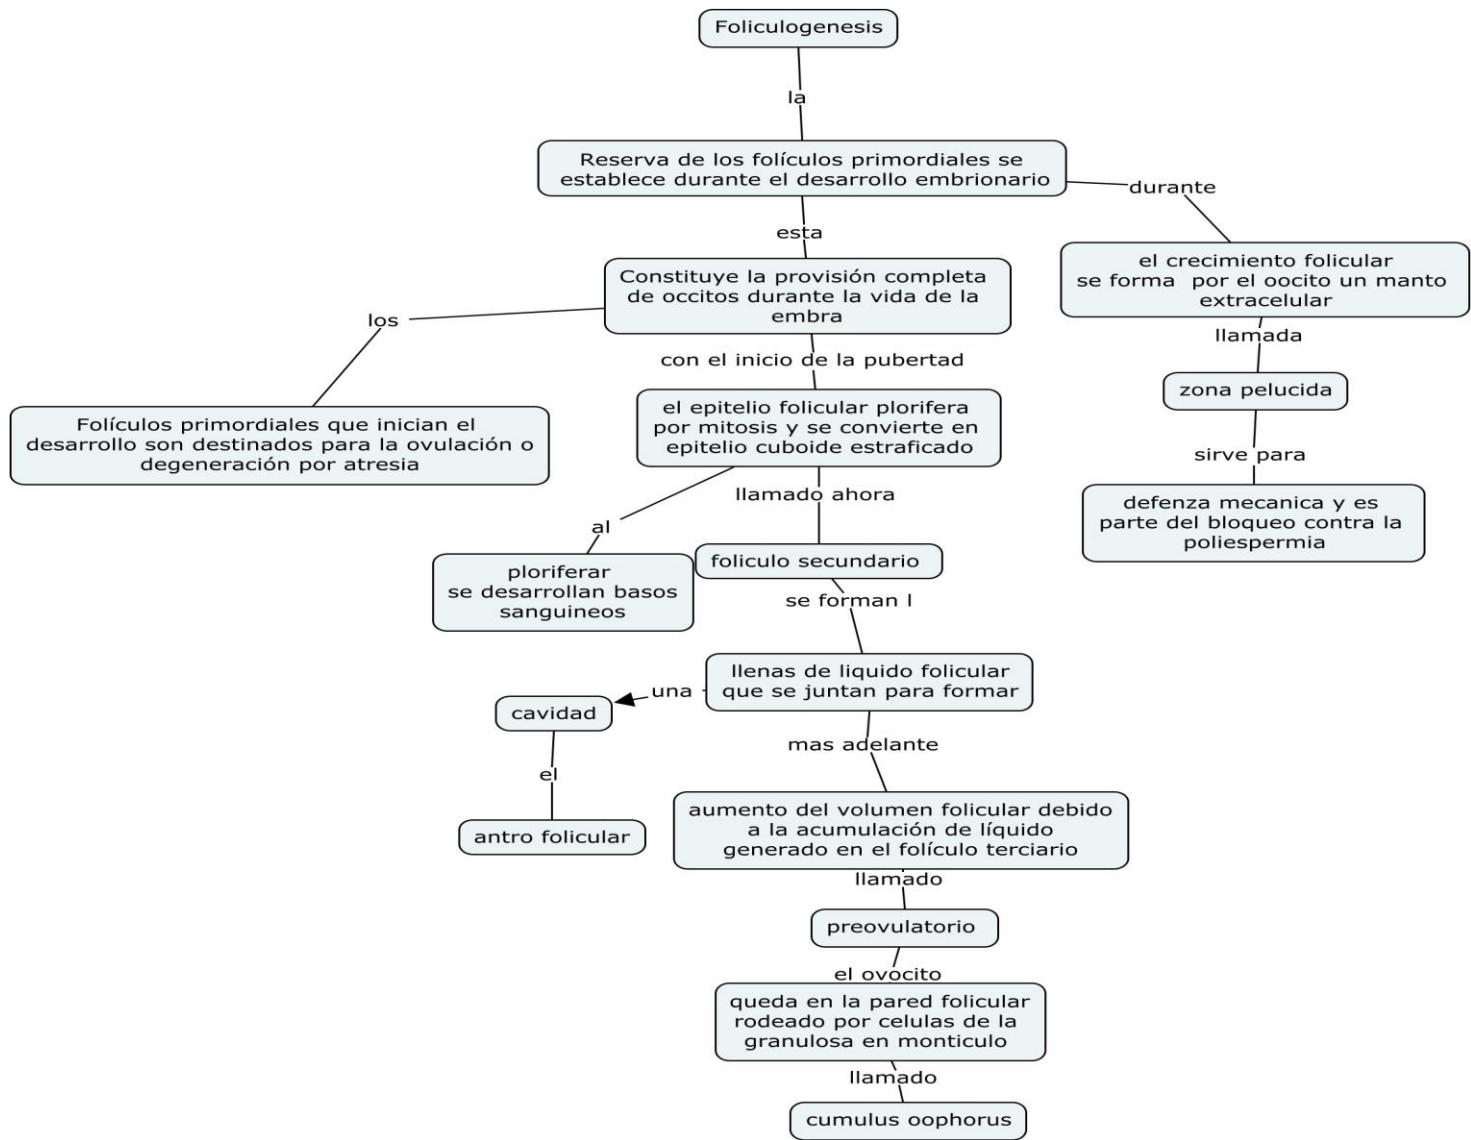 Foliculogenesis
la
Reserva de los folículos primordiales se
establece durante el desarrollo embrionario
durante
esta
el crecimiento folicular
se forma por el oocito un manto
extracelular
Constituye la provisión completa
de occitos durante la vida de la
embra
los
llamada
con el inicio de la pubertad
zona pelucida
el epitelio folicular plorifera
por mitosis y se convierte en
epitelio cuboide estraficado
Folículos primordiales que inician el
desarrollo son destinados para la ovulación o
degeneración por atresia
sirve para
llamado ahora
defenza mecanica y es
parte del bloqueo contra la
poliespermia
al
foliculo secundario
ploriferar
se desarrollan basos
sanguineos
se forman l
llenas de liquido folicular
que se juntan para formar
una
cavidad
mas adelante
el
aumento del volumen folicular debido
a la acumulación de líquido
generado en el folículo terciario
antro folicular
llamado
preovulatorio
el ovocito
queda en la pared folicular
rodeado por celulas de la
granulosa en monticulo
llamado
cumulus oophorus